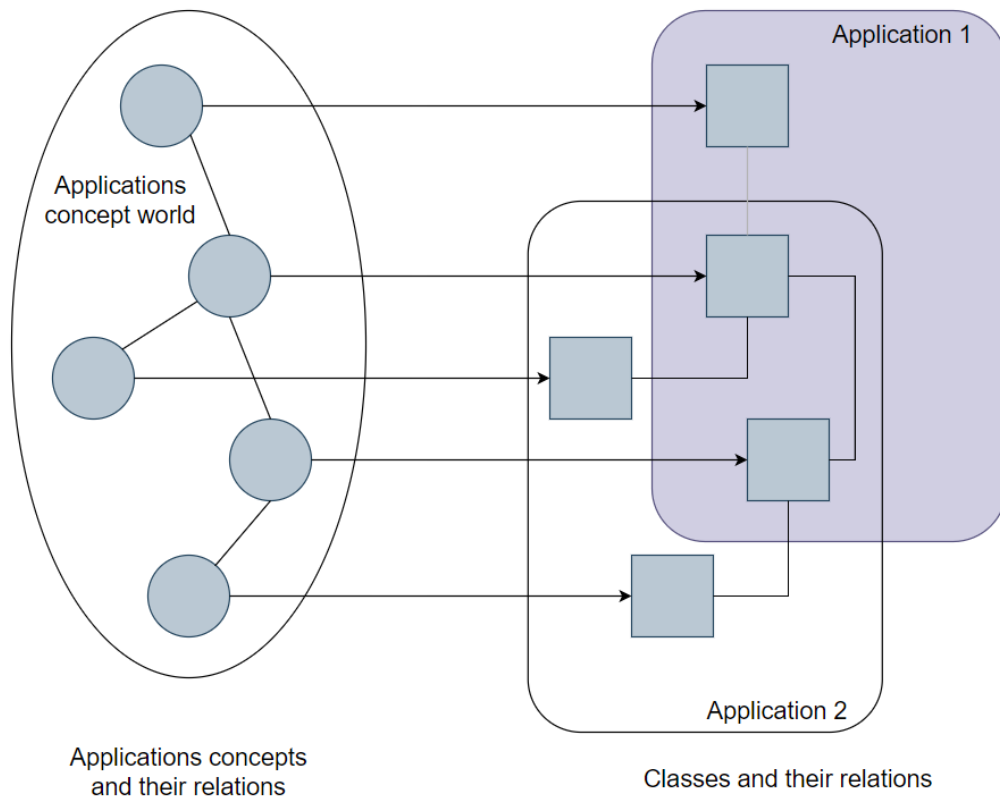 Application 1
Applications
concept world
Application 2
Applications concepts
and their relations
Classes and their relations